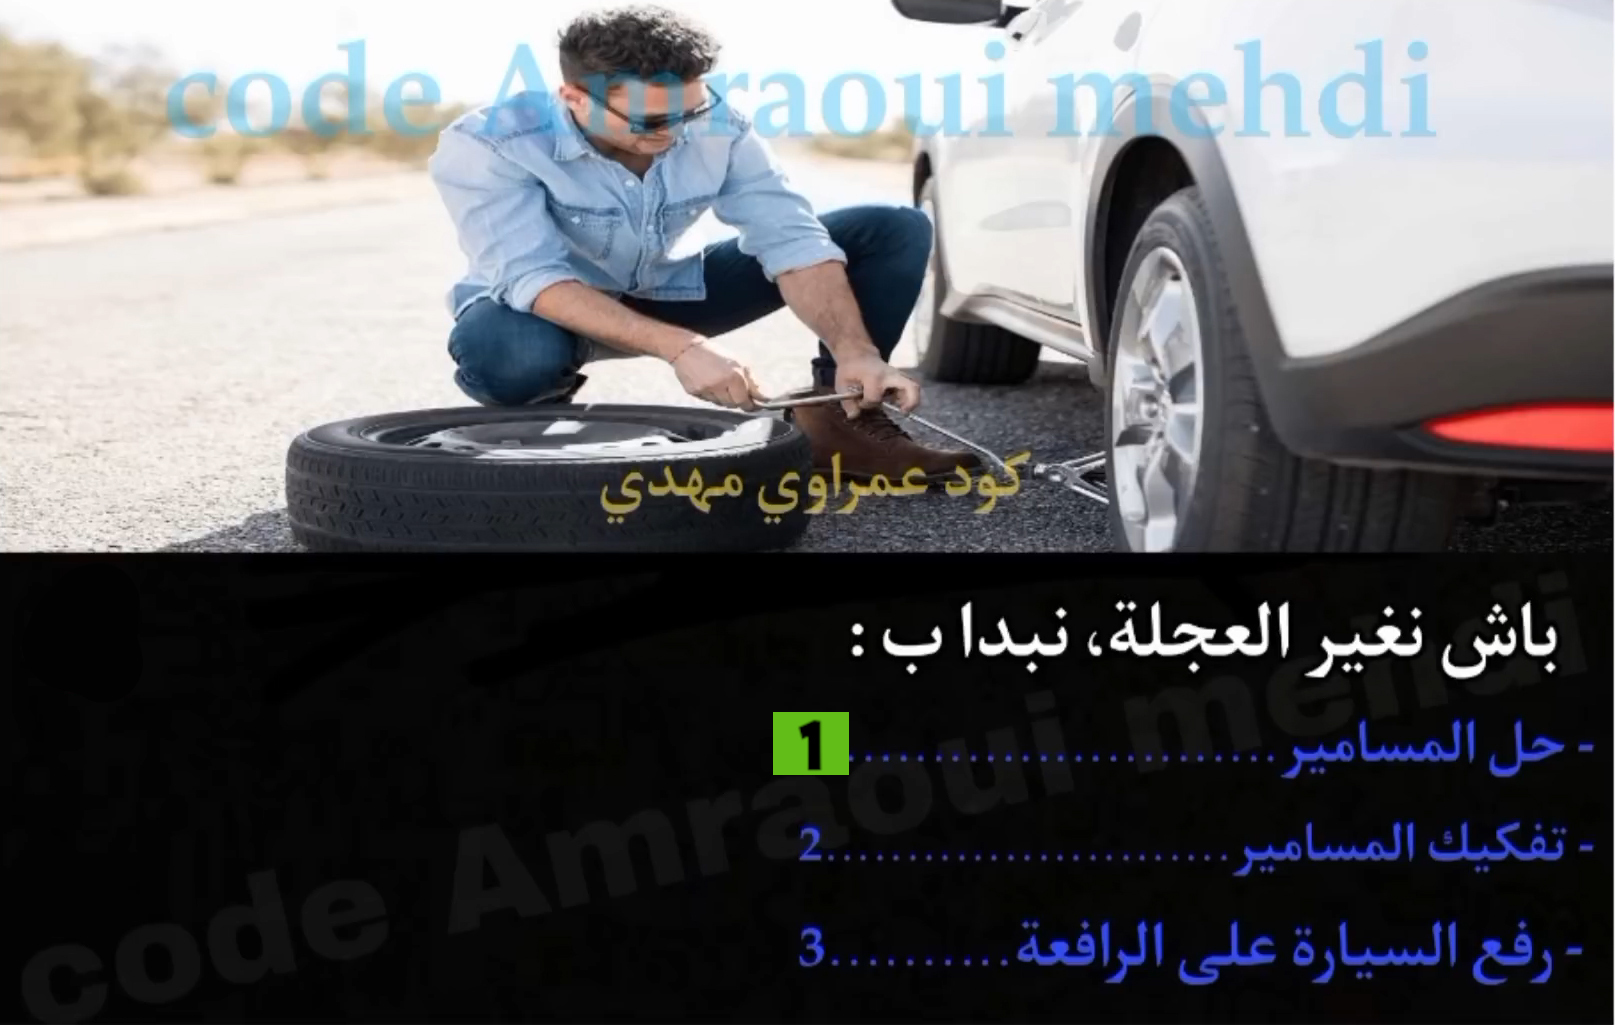 code Amraoui mehdi
كود عمراوي مهدي
باش نغير العجلة، نبدا ب :
- حل المسامير..........................1
- تفكيك المسامير........................2
- رفع السيارة على الرافعة..........3
code Amraoui mehdi